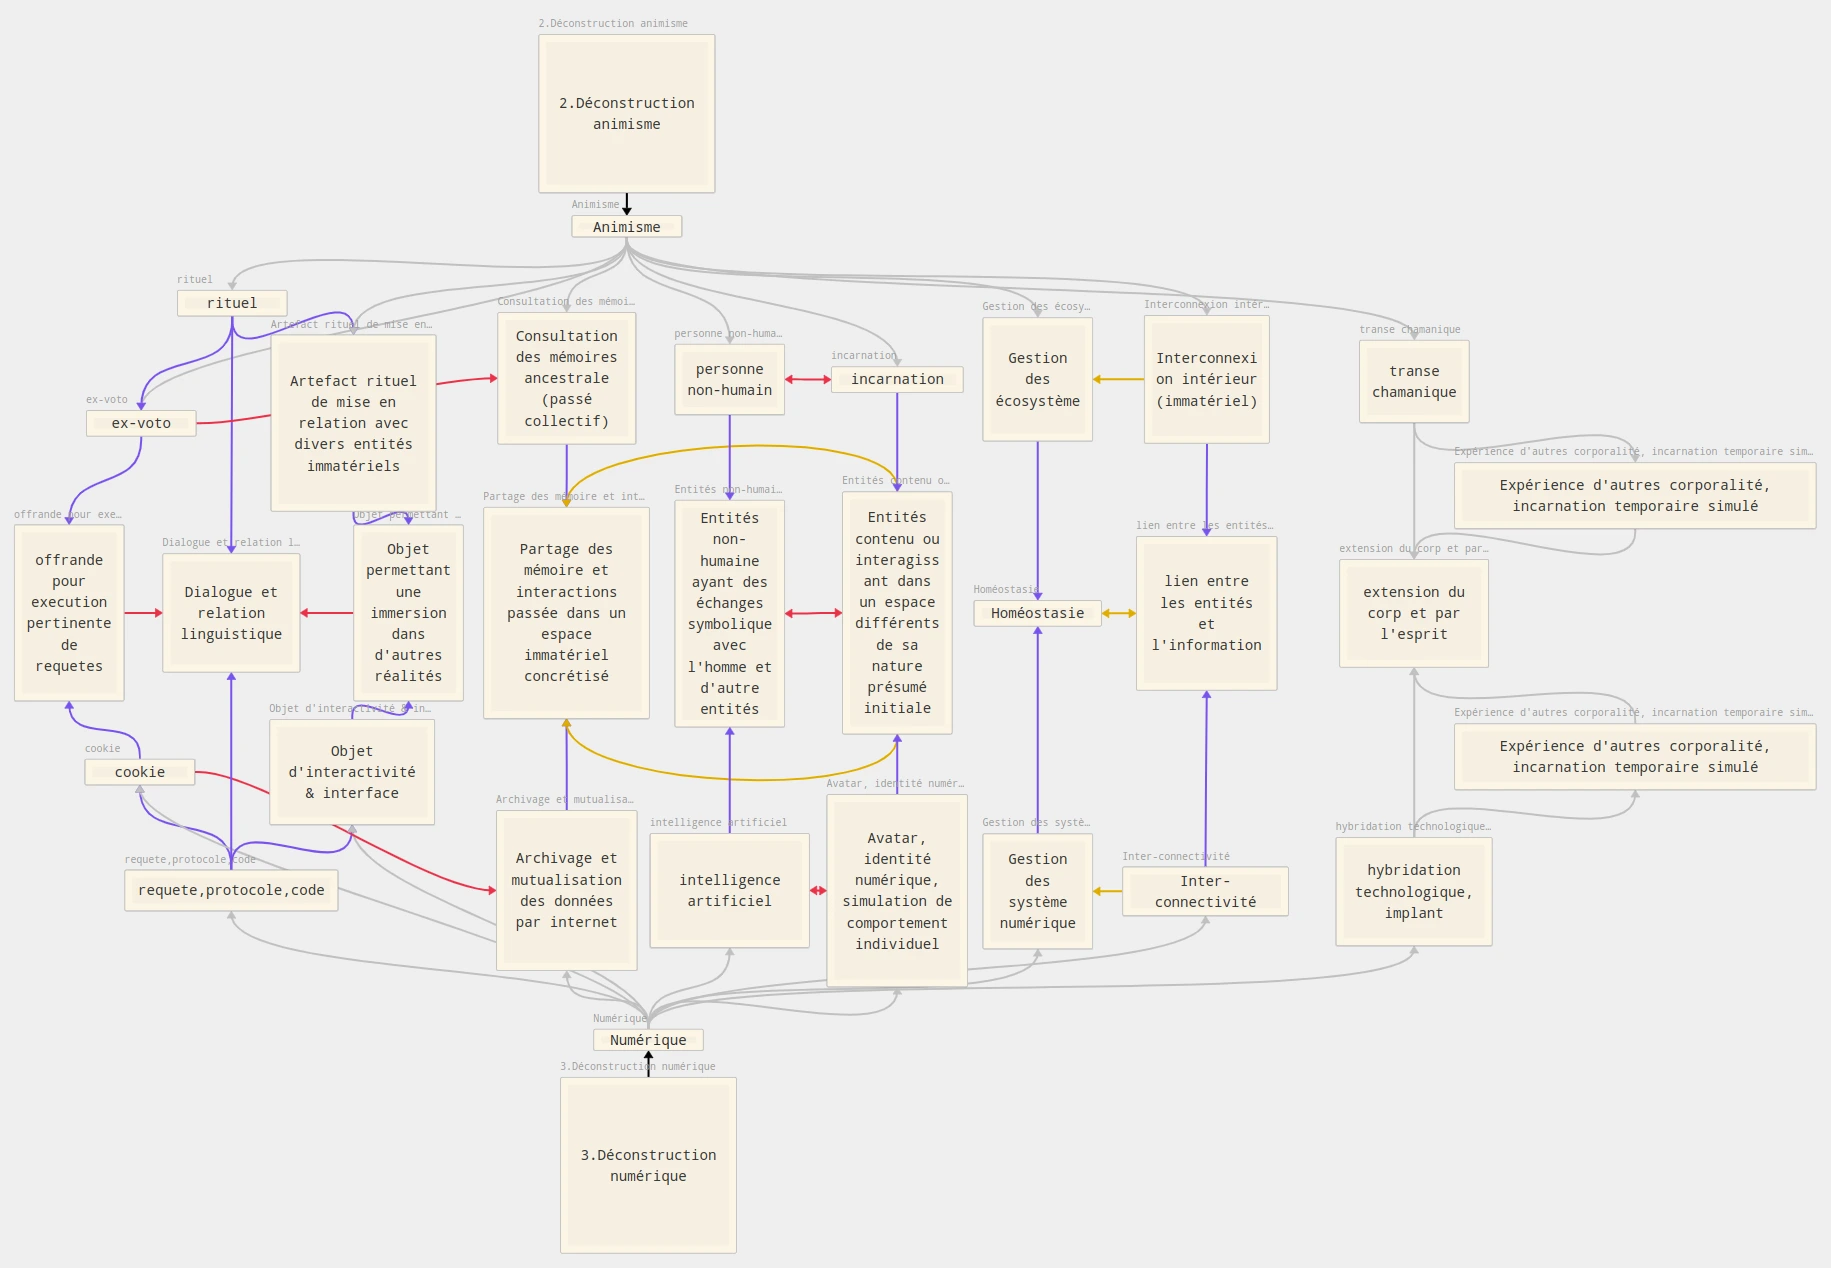 2.Déconstruction animisme
2.Déconstruction
animisme
Animisme
Animisme
rituel
rituel
Artefact rituel de mise en…
Artefact rituel
de mise en
relation avec
divers entités
immatériels
Consultation des mémoi…
Consultation
des mémoires
ancestrale
(passé
collectif)
personne non-huma…
personne
non-humain
incarnation
incarnation
Gestion des écosy…
Gestion
des
écosystème
Interconnexion intér…
Interconnexi
on intérieur
(immatériel)
transe chamanique
transe
chamanique
ex-voto
ex-voto
Expérience d'autres corporalité, incarnation temporaire sim…
Expérience d'autres corporalité,
incarnation temporaire simulé
offrande pour exe…
offrande
pour
execution
pertinente
de
requetes
Dialogue et relation l…
Dialogue et
relation
linguistique
Objet permettant …
Objet
permettant
une
immersion
dans
d'autres
réalités
Partage des mémoire et int…
Partage des
mémoire et
interactions
passée dans un
espace
immatériel
concrétisé
Entités non-humai…
Entités
non-
humaine
ayant des
échanges
symbolique
avec
l'homme et
d'autre
entités
Entités contenu o…
Entités
contenu ou
interagiss
ant dans
un espace
différents
de sa
nature
présumé
initiale
Homéostasie
Homéostasie
lien entre les entités…
lien entre
les entités
et
l'information
extension du corp et par…
extension du
corp et par
l'esprit
Objet d'interactivité & in…
Objet
d'interactivité
& interface
cookie
cookie
Expérience d'autres corporalité, incarnation temporaire sim…
Expérience d'autres corporalité,
incarnation temporaire simulé
requete,protocole,code
requete,protocole,code
Archivage et mutualisa…
Archivage et
mutualisation
des données
par internet
intelligence artificiel
intelligence
artificiel
Avatar, identité numér…
Avatar,
identité
numérique,
simulation de
comportement
individuel
Gestion des systè…
Gestion
des
système
numérique
Inter-connectivité
Inter-
connectivité
hybridation technologique…
hybridation
technologique,
implant
Numérique
Numérique
3.Déconstruction numérique
3.Déconstruction
numérique